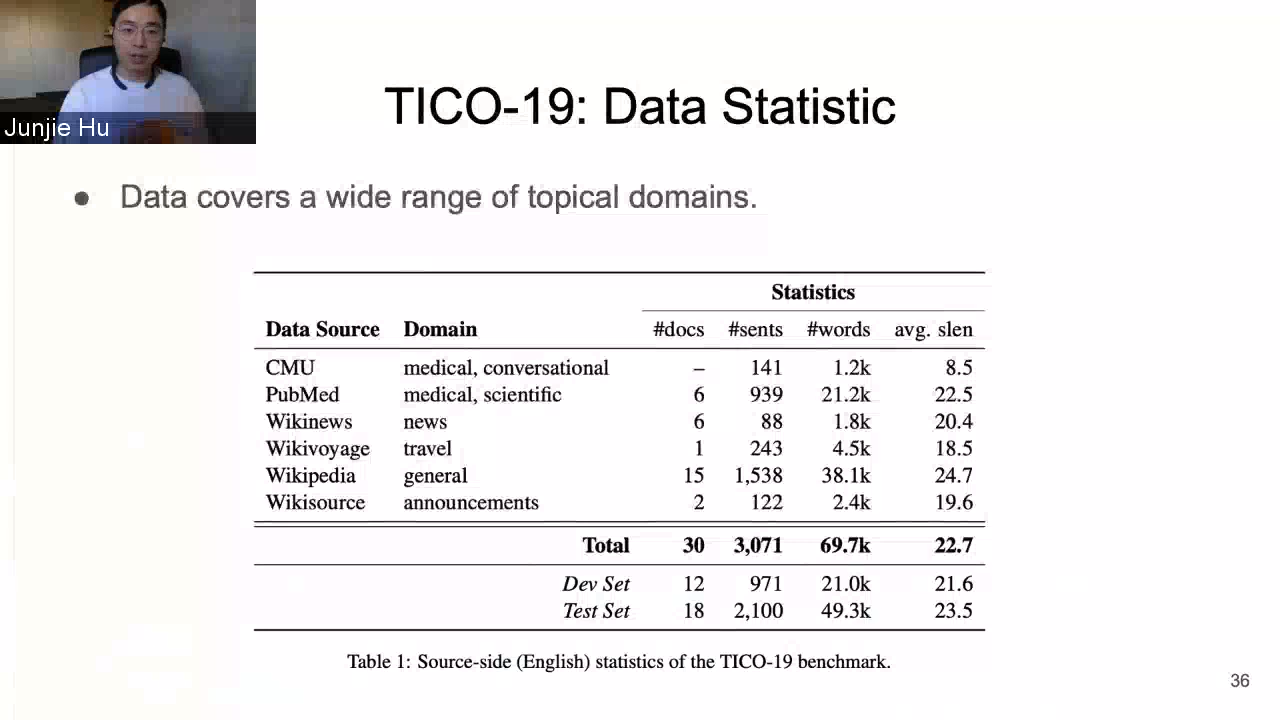 Junjie Hu
TICO-19: Data Statistic
● Data covers a wide range of topical domains.
Statistics
Data Source Domain #docs #sents #words avg. slen
CMU medical, conversational – 141 1.2k 8.5
PubMed medical, scientific 6 939 21.2k 22.5
Wikinews news 6 88 1.8k 20.4
Wikivoyage travel 1 243 4.5k 18.5
Wikipedia general 15 1,538 38.1k 24.7
Wikisource announcements 2 122 2.4k 19.6
Total 30 3,071 69.7k 22.7
Dev Set 12 971 21.0k 21.6
Test Set 18 2,100 49.3k 23.5
Table 1: Source-side (English) statistics of the TICO-19 benchmark.
36